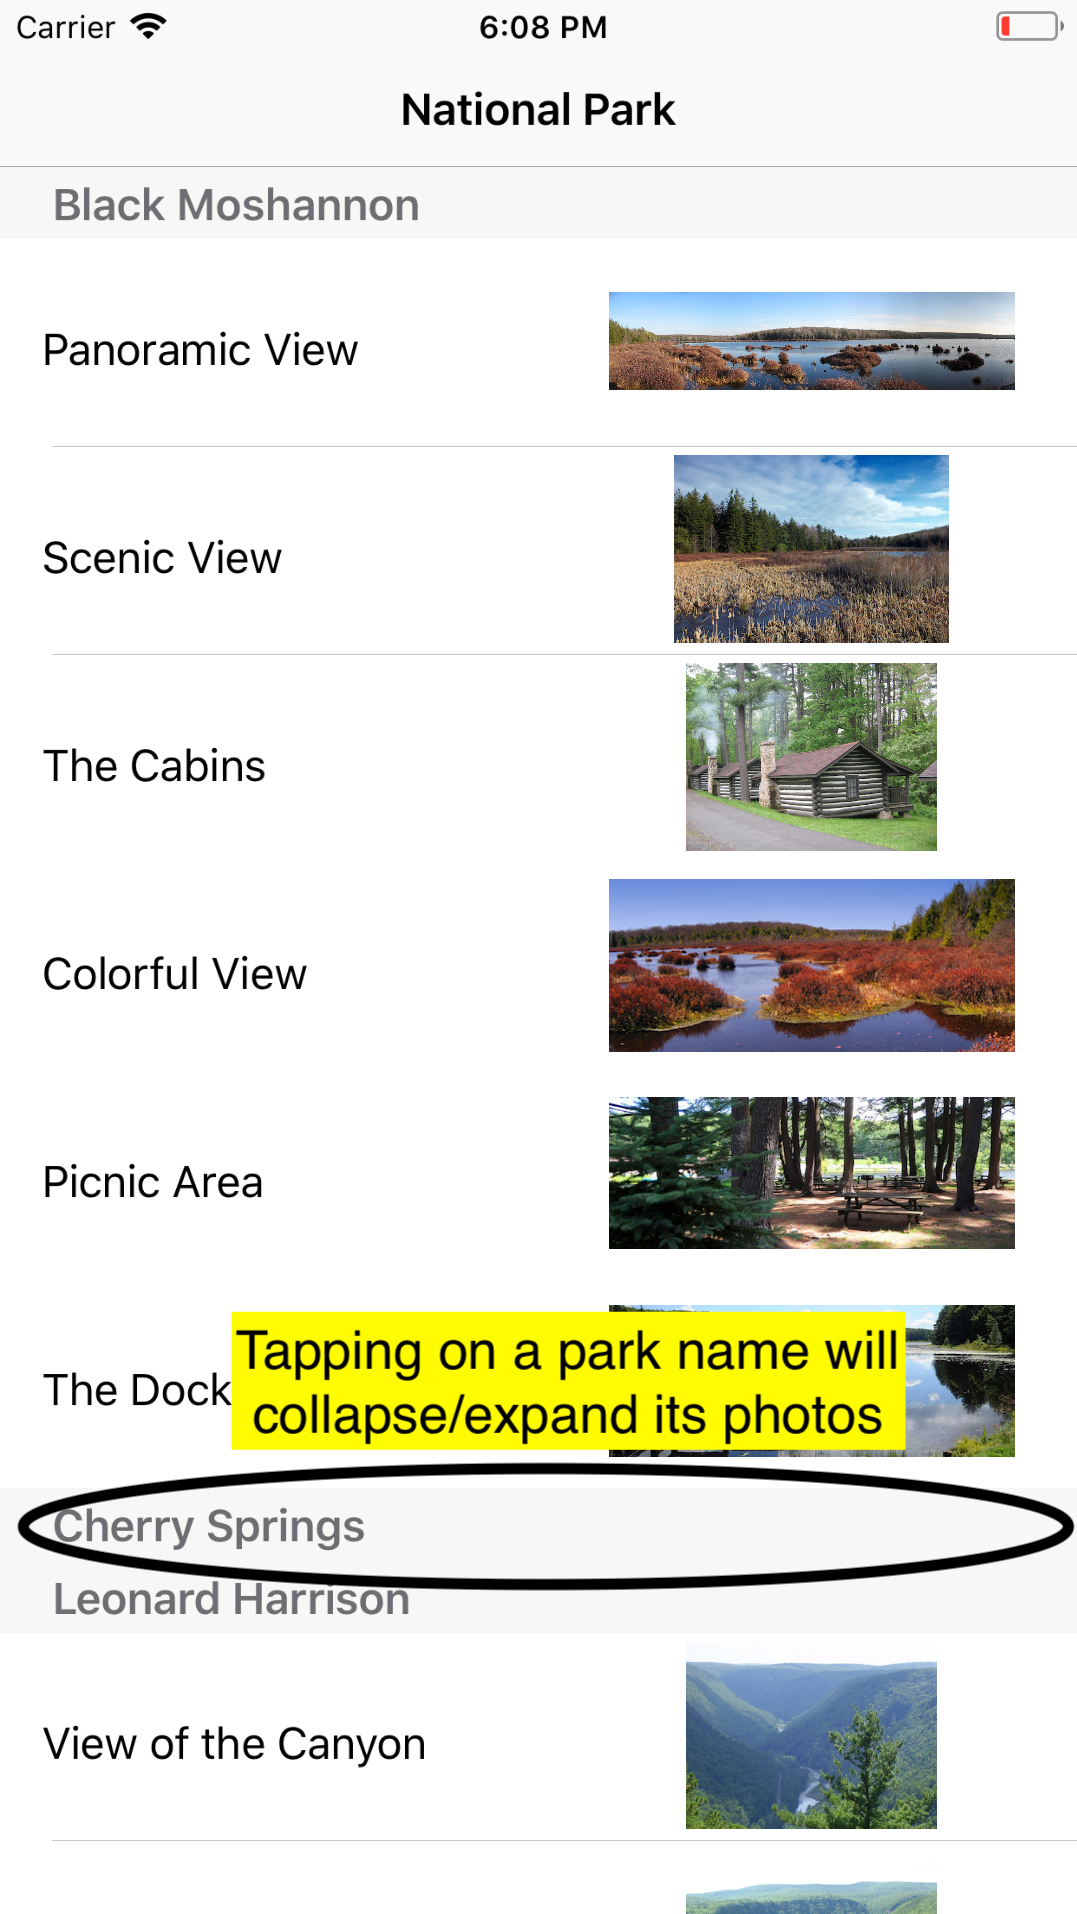 Carrier 6:08 PM
National Park
Black Moshannon
Panoramic View
Scenic View
The Cabins
Colorful View
Picnic Area
Tapping on a park name will
The Dock
collapse/expand its photos
Cherry Springs
Leonard Harrison
View of the Canyon